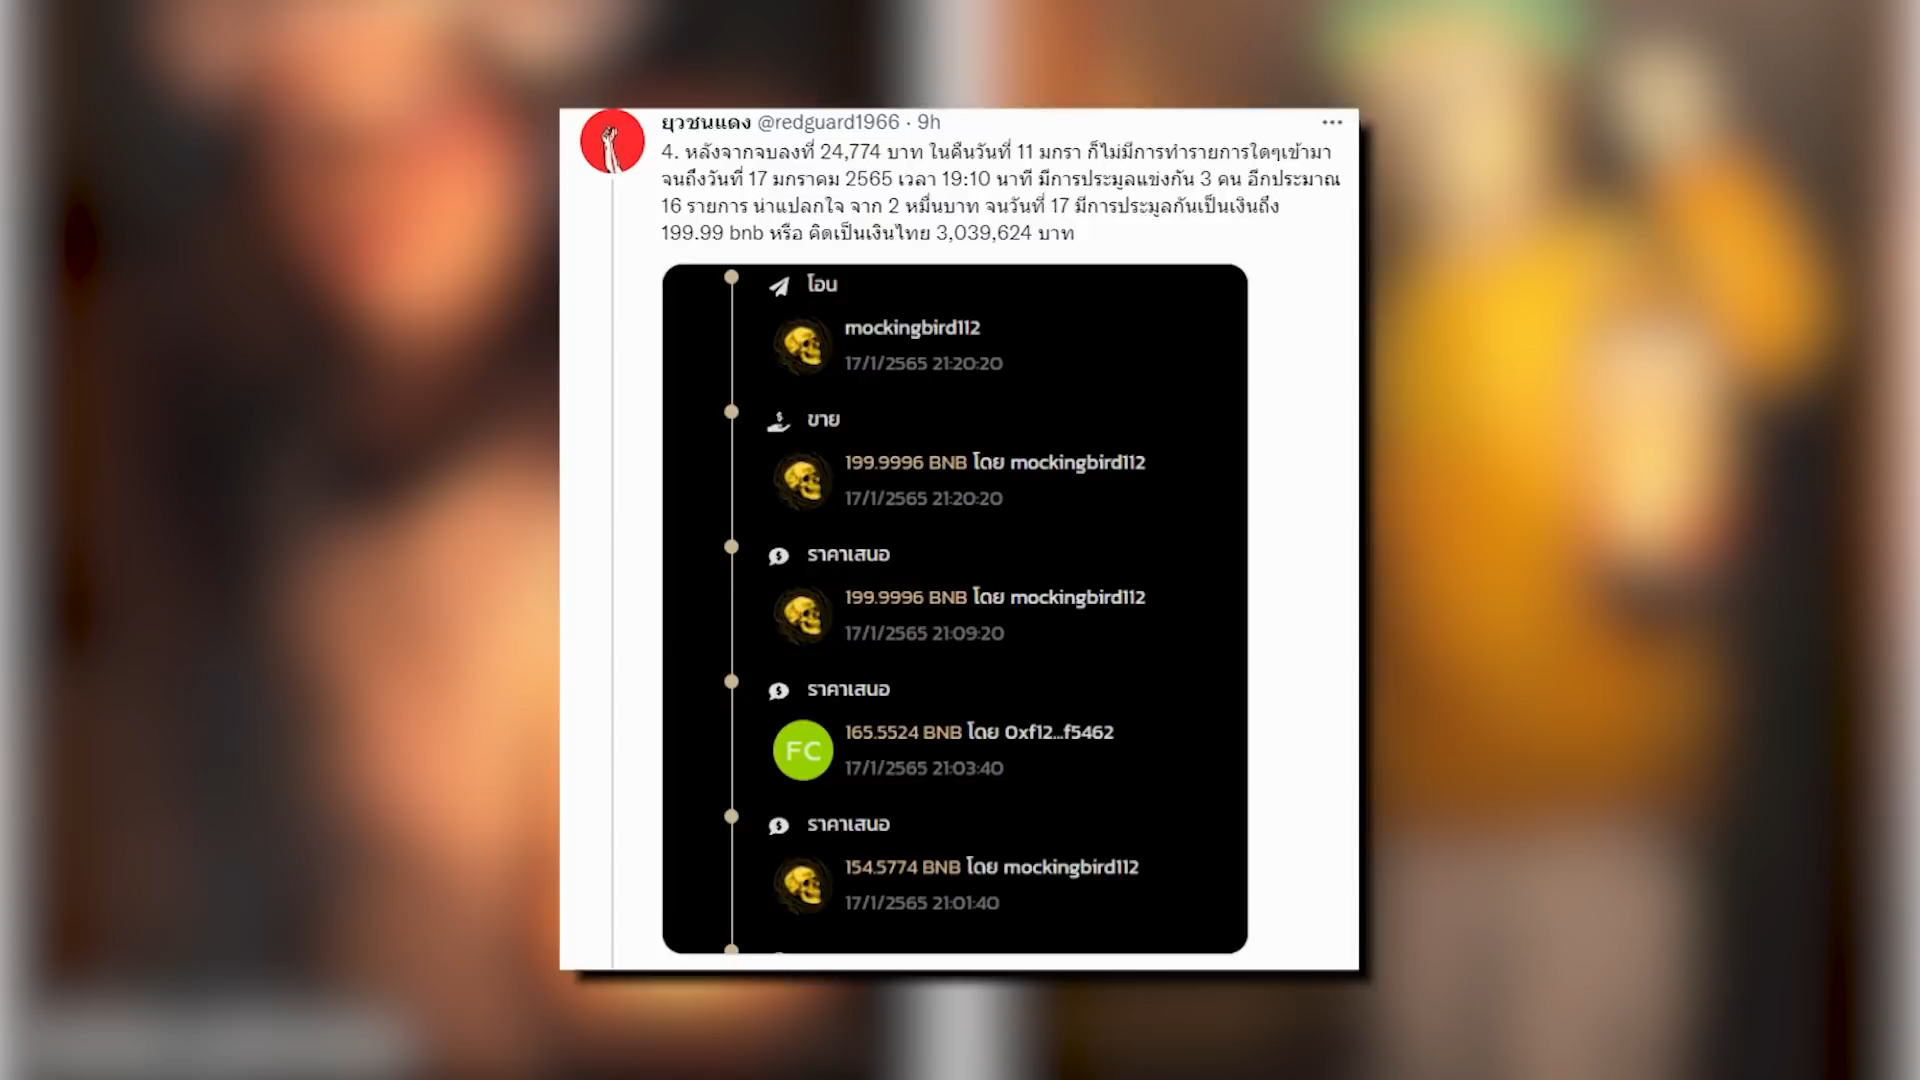 ยุวชนแดง @redguard1966 · 9h
4. หลังจากจบลงที่ 24,774 บาท ในคืนวันที่ 11 มกรา ก็ไม่มีการทำรายการใดๆเข้ามา
จนถึงวันที่ 17 มกราคม 2565 เวลา 19:10 นาที มีการประมูลแข่งกัน 3 คน อีกประมาณ
16 รายการ น่าแปลกใจ จาก 2 หมื่นบาท จนวันที่ 17 มีการประมูลกันเป็นเงินถึง
199.99 bnb หรือ คิดเป็นเงินไทย 3,039,624 บาท
โอน
mockingbird112
17/1/2565 21:20:20
ขาย
199.9996 BNB โดย mockingbird112
17/1/2565 21:20:20
ราคาเสนอ
199.9996 BNB โดย mockingbird112
17/1/2565 21:09:20
ราคาเสนอ
FC
165.5524 BNB โดย 0xf12...f5462
17/1/2565 21:03:40
ราคาเสนอ
154.5774 BNB โดย mockingbird112
17/1/2565 21:01:40